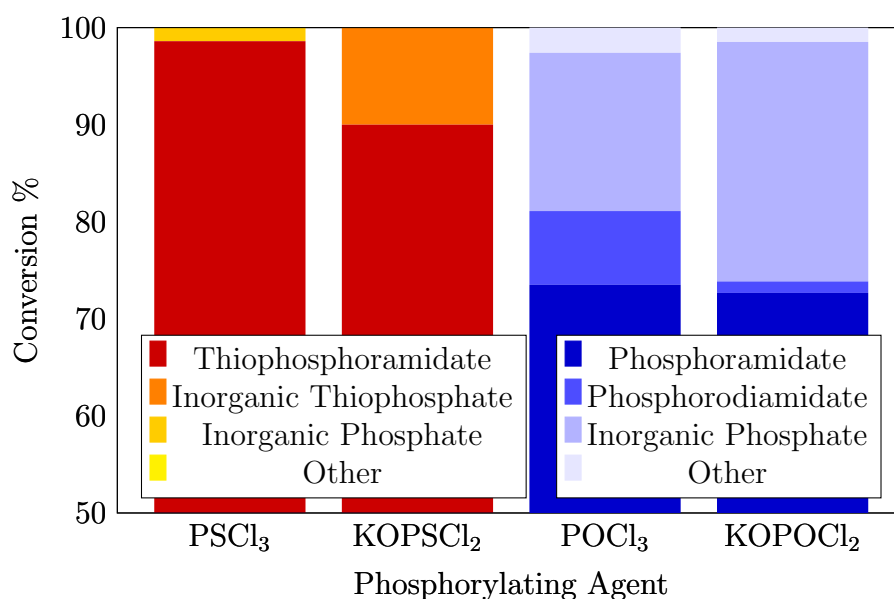 100
90
80
70
60
50
Conversion %
Thiophosphoramidate
Inorganic Thiophosphate
Inorganic Phosphate
Other
Phosphoramidate
Phosphorodiamidate
Inorganic Phosphate
Other
PSCl₃ KOPSCl₂ POCl₃ KOPOCl₂
Phosphorylating Agent